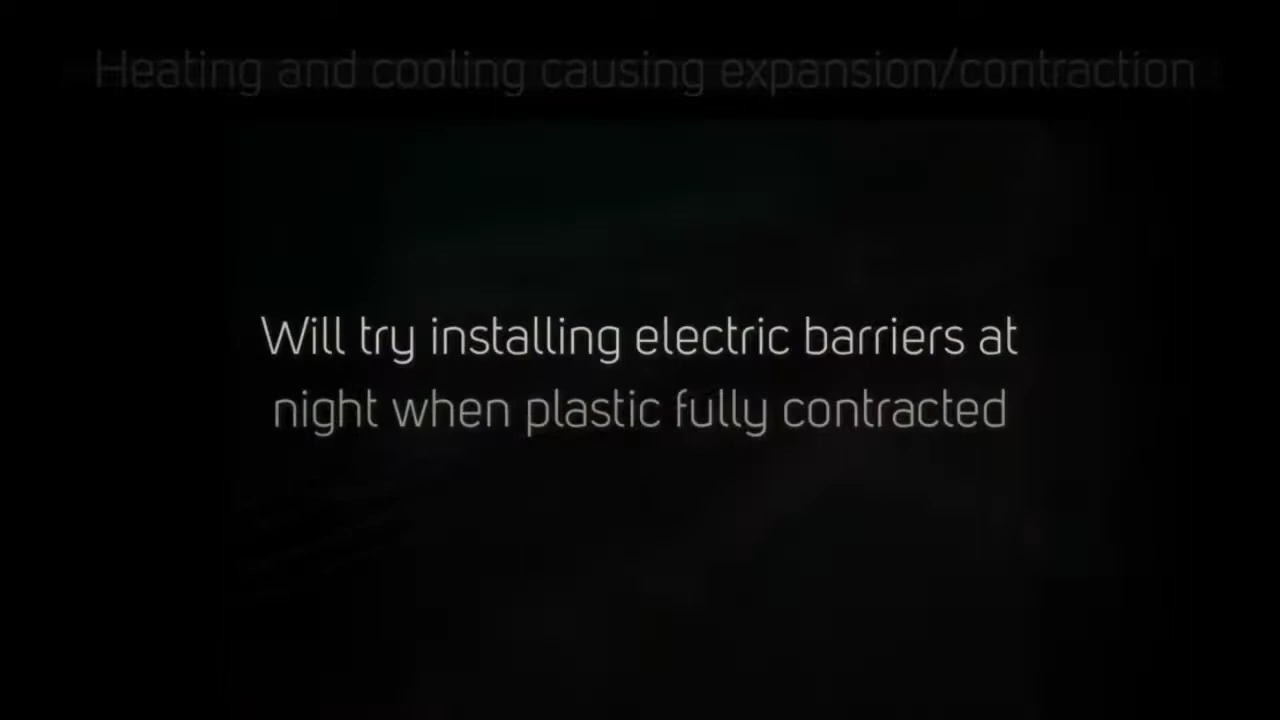 Heating and cooling causing expansion/contraction
Will try installing electric barriers at
night when plastic fully contracted